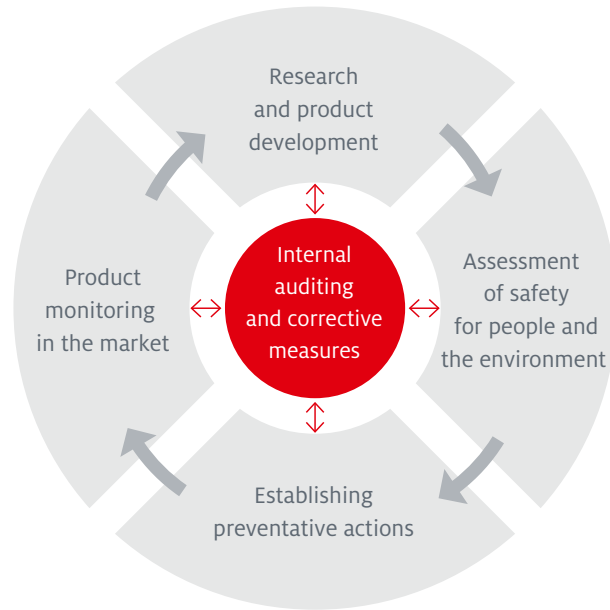 Research
and product
development
Assessment
of safety
for people and
the environment
Establishing
preventative actions
Product
monitoring
in the market
Internal
auditing
and corrective
measures